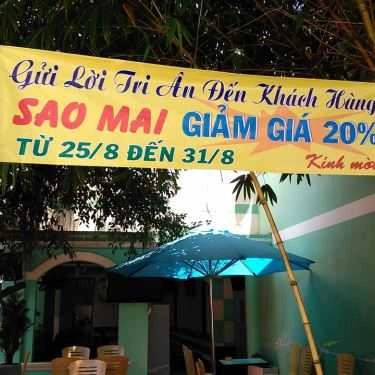 Gửi Lời Tri Ân Đến Khách Hàng
SAO MAI GIẢM GIÁ 20%
TỪ 25/8 ĐẾN 31/8
Kính mời